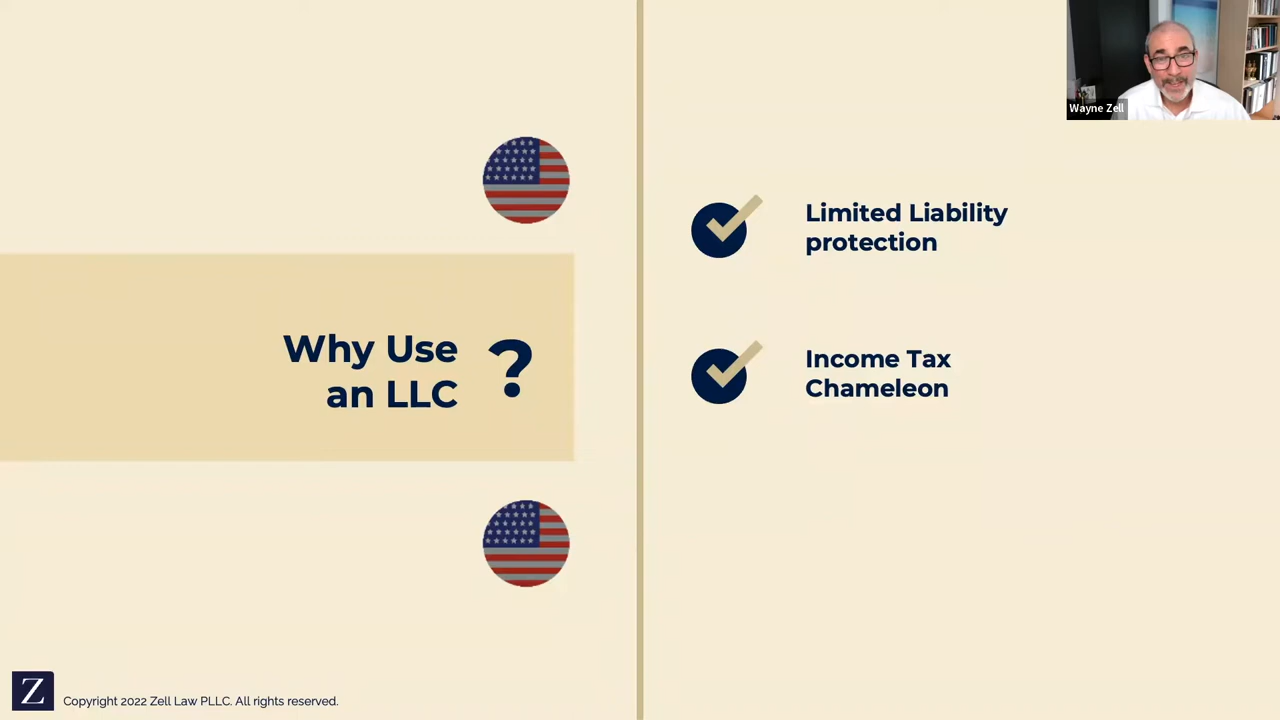 Wayne Zell
Why Use
an LLC
?
Limited Liability
protection
Income Tax
Chameleon
Z
Copyright 2022 Zell Law PLLC. All rights reserved.